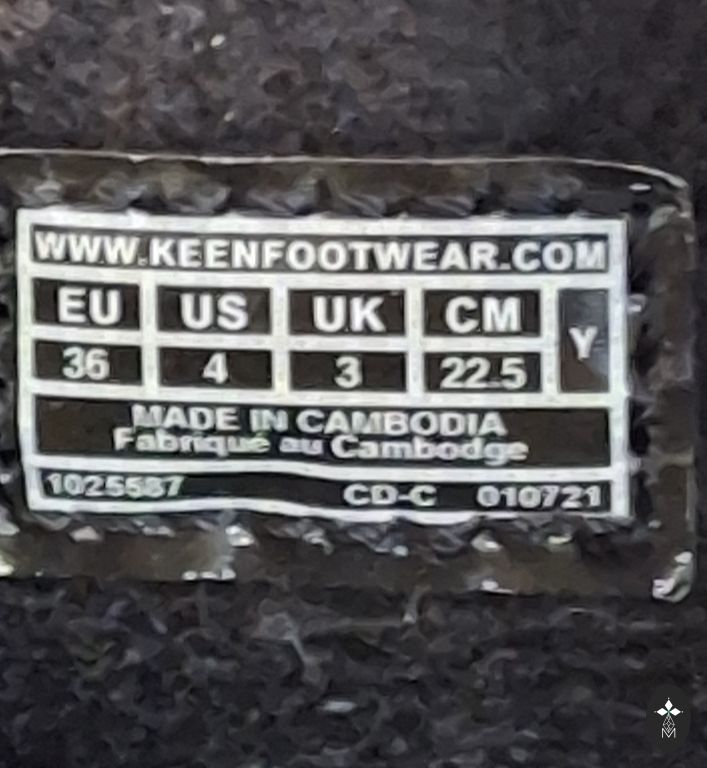 WWW.KEENFOOTWEAR.COM
EU US UK CM Y
36 4 3 22.5
MADE IN CAMBODIA
Fabriqué au Cambodge
1025587 CD-C 010721
M